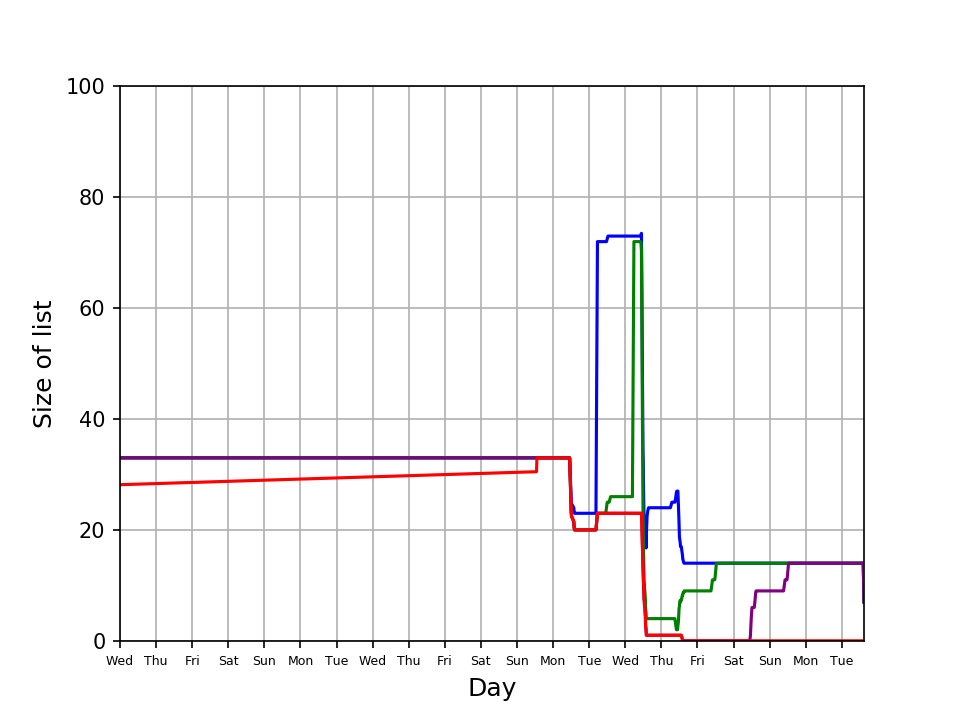 100
80
60
40
20
0
Size of list
Wed Thu Fri Sat Sun Mon Tue Wed Thu Fri Sat Sun Mon Tue Wed Thu Fri Sat Sun Mon Tue
Day